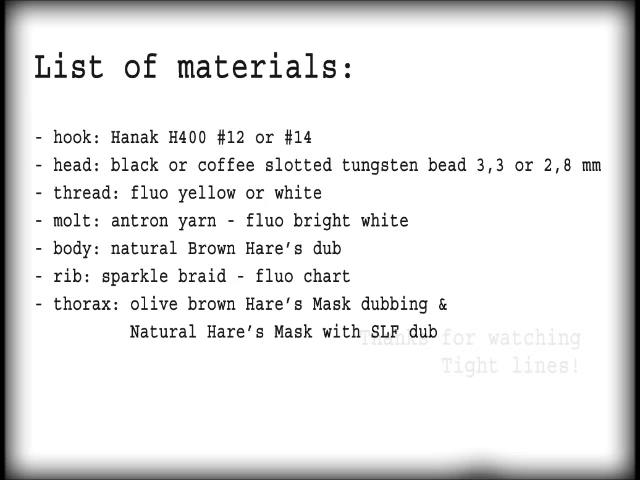 List of materials:
- hook: Hanak H400 #12 or #14
- head: black or coffee slotted tungsten bead 3,3 or 2,8 mm
- thread: fluo yellow or white
- molt: antron yarn - fluo bright white
- body: natural Brown Hare's dub
- rib: sparkle braid - fluo chart
- thorax: olive brown Hare's Mask dubbing &
Natural Hare's Mask with SLF dub
Thanks for watching
Tight lines!